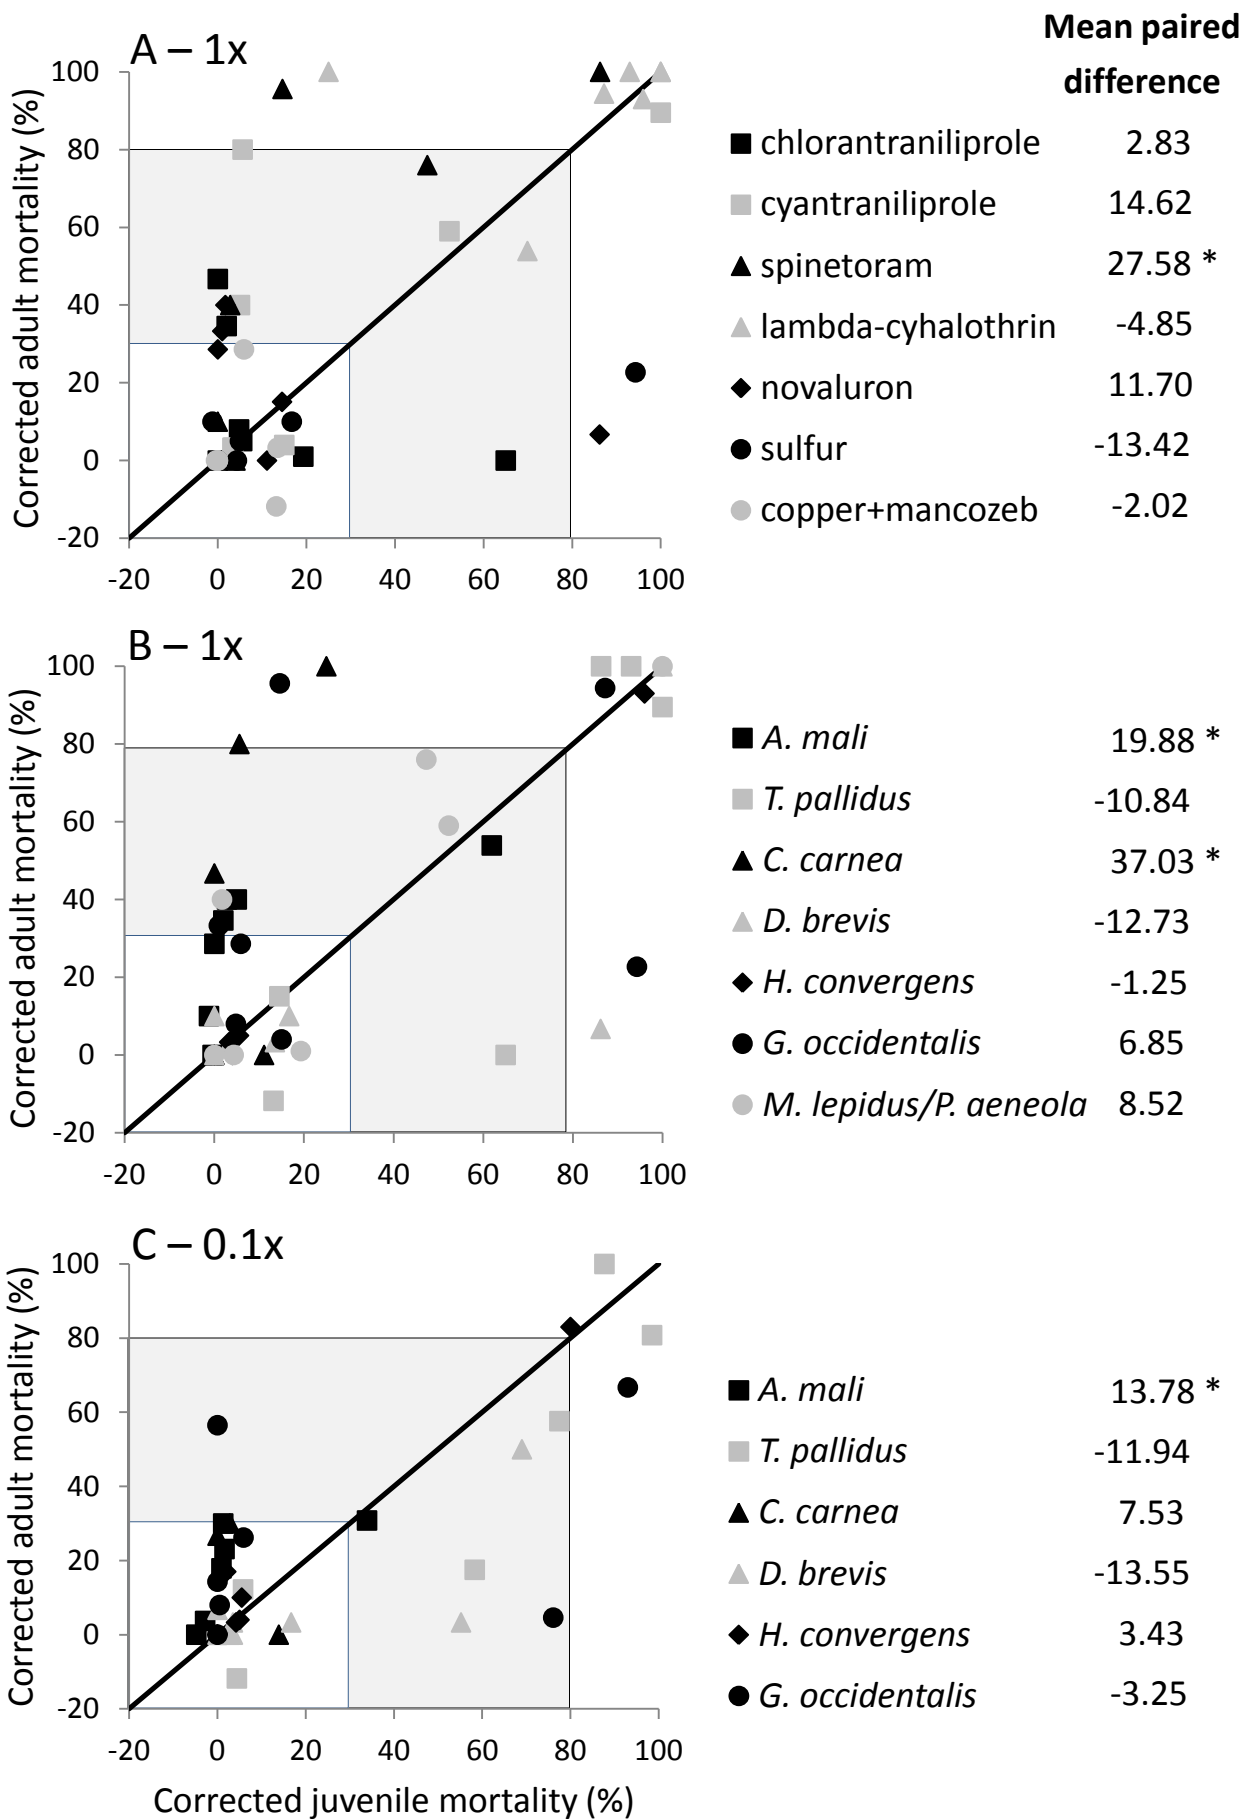 Mean paired
difference
A – 1x
Corrected adult mortality (%)
100
80
60
40
20
0
-20
-20 0 20 40 60 80 100
chlorantraniliprole 2.83
cyantraniliprole 14.62
spinetoram 27.58 *
lambda-cyhalothrin -4.85
novaluron 11.70
sulfur -13.42
copper+mancozeb -2.02
B – 1x
Corrected adult mortality (%)
100
80
60
40
20
0
-20
-20 0 20 40 60 80 100
A. mali 19.88 *
T. pallidus -10.84
C. carnea 37.03 *
D. brevis -12.73
H. convergens -1.25
G. occidentalis 6.85
M. lepidus/P. aeneola 8.52
C – 0.1x
Corrected adult mortality (%)
100
80
60
40
20
0
-20
-20 0 20 40 60 80 100
Corrected juvenile mortality (%)
A. mali 13.78 *
T. pallidus -11.94
C. carnea 7.53
D. brevis -13.55
H. convergens 3.43
G. occidentalis -3.25